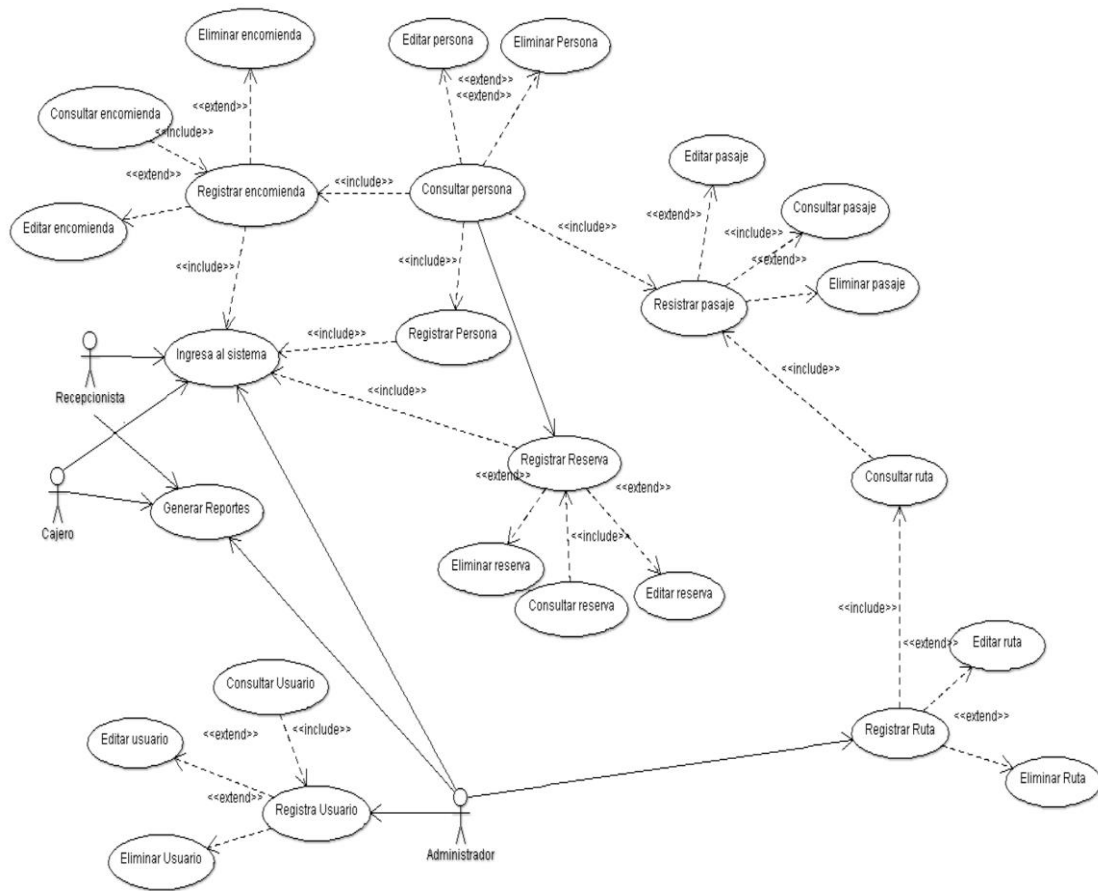 Eliminar encomienda
Editar persona
Eliminar Persona
<<extend>>
<<extend>>
Consultar encomienda
<<extend>>
<<include>>
Editar pasaje
<<extend>>
Registrar encomienda
<<include>>
Consultar persona
Consultar pasaje
<<extend>>
<<include>>
<<include>>
<<extend>>
Editar encomienda
<<include>>
<<include>>
Eliminar pasaje
Resistrar pasaje
Registrar Persona
<<include>>
Ingresa al sistema
Recepcionista
<<include>>
<<include>>
Registrar Reserva
<<extend>>
<<extend>>
Consultar ruta
Generar Reportes
Cajero
<<include>>
Eliminar reserva
Editar reserva
Consultar reserva
<<include>>
<<extend>>
Editar ruta
Consultar Usuario
<<extend>>
<<include>>
Editar usuario
<<extend>>
Registrar Ruta
Eliminar Ruta
<<extend>>
Registra Usuario
Administrador
Eliminar Usuario